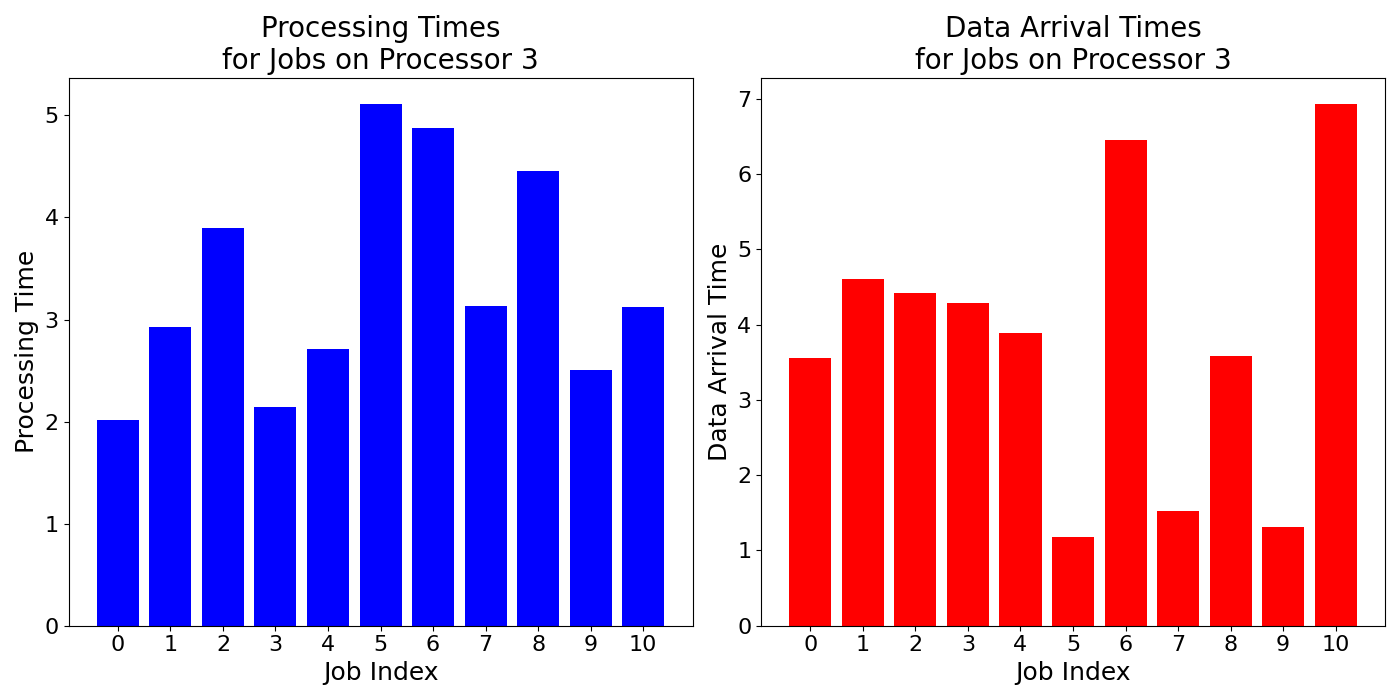 Processing Times
for Jobs on Processor 3
Processing Time
5
4
3
2
1
0
0 1 2 3 4 5 6 7 8 9 10
Job Index
Data Arrival Times
for Jobs on Processor 3
Data Arrival Time
7
6
5
4
3
2
1
0
0 1 2 3 4 5 6 7 8 9 10
Job Index